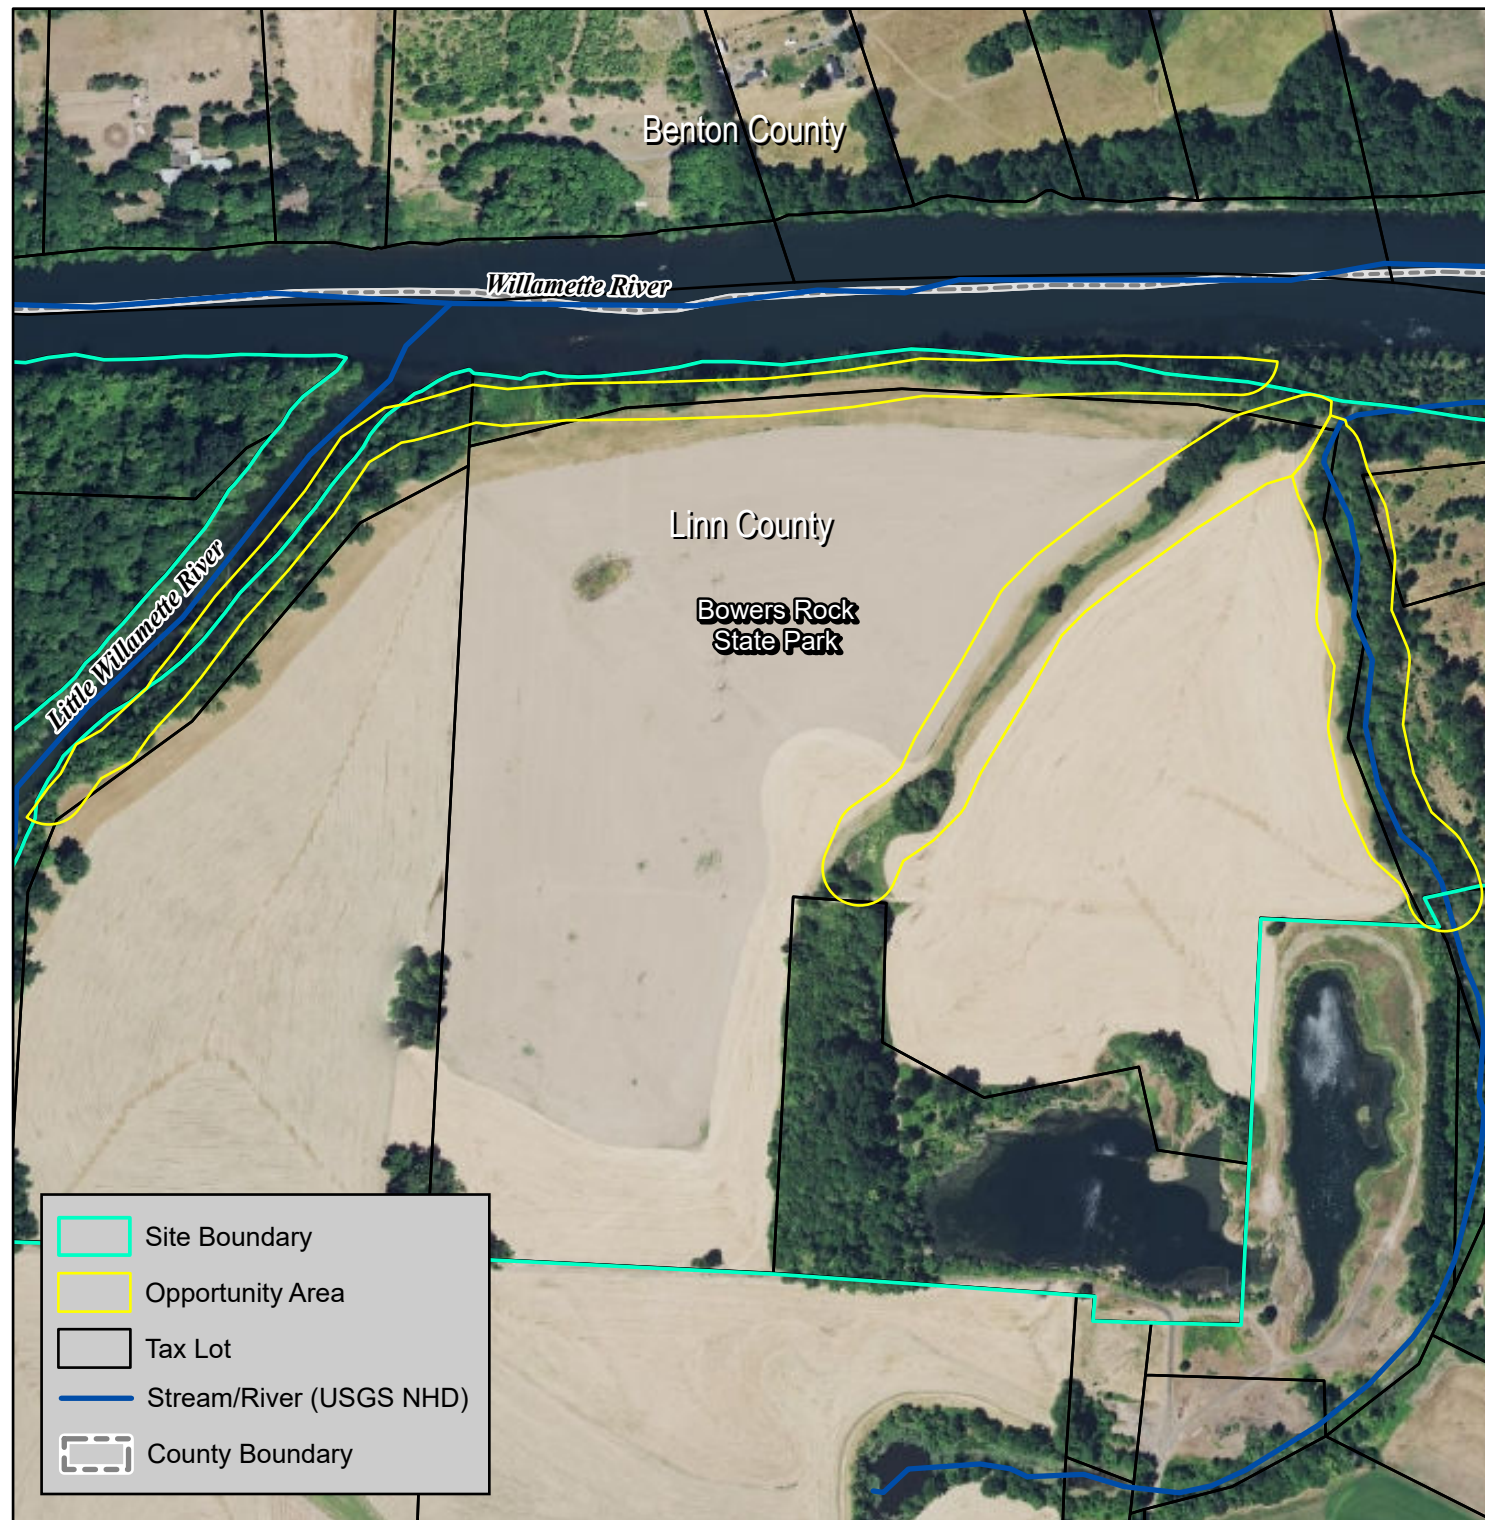 Benton County
Willamette River
Linn County
Bowers Rock
State Park
Little Willamette River
Site Boundary
Opportunity Area
Tax Lot
Stream/River (USGS NHD)
County Boundary